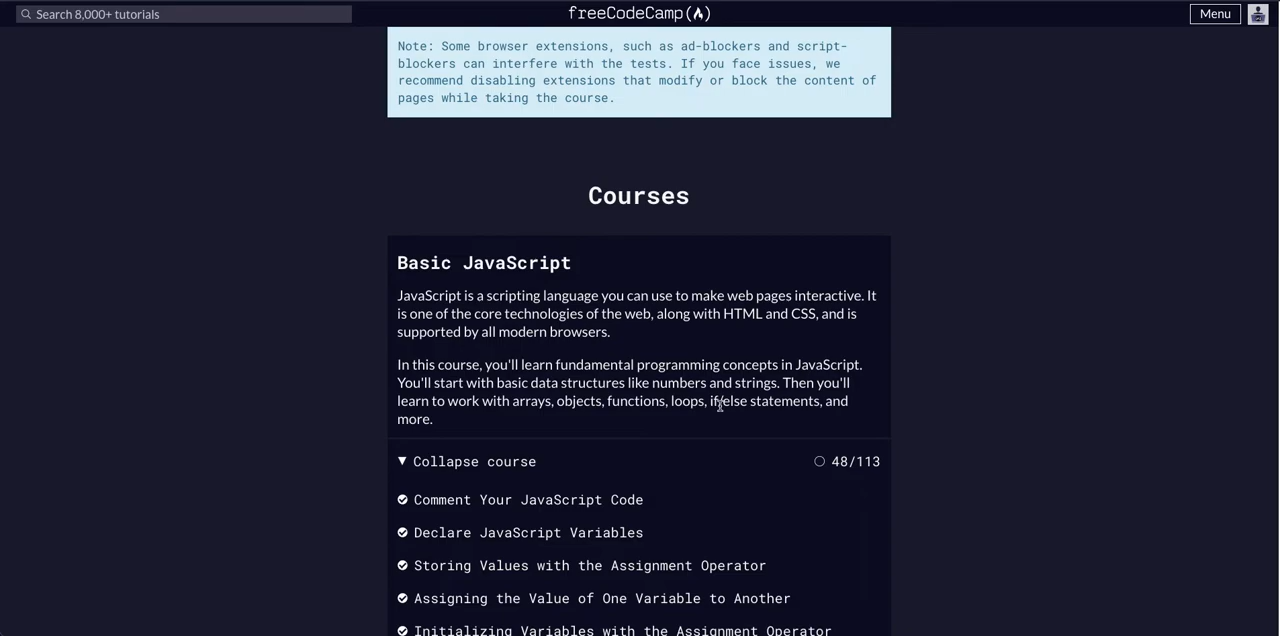 Search 8,000+ tutorials
freeCodeCamp
Menu
Note: Some browser extensions, such as ad-blockers and script-
blockers can interfere with the tests. If you face issues, we
recommend disabling extensions that modify or block the content of
pages while taking the course.
Courses
Basic JavaScript
JavaScript is a scripting language you can use to make web pages interactive. It
is one of the core technologies of the web, along with HTML and CSS, and is
supported by all modern browsers.
In this course, you'll learn fundamental programming concepts in JavaScript.
You'll start with basic data structures like numbers and strings. Then you'll
learn to work with arrays, objects, functions, loops, if/else statements, and
more.
Collapse course 48/113
Comment Your JavaScript Code
Declare JavaScript Variables
Storing Values with the Assignment Operator
Assigning the Value of One Variable to Another
Initializing Variables with the Assignment Operator